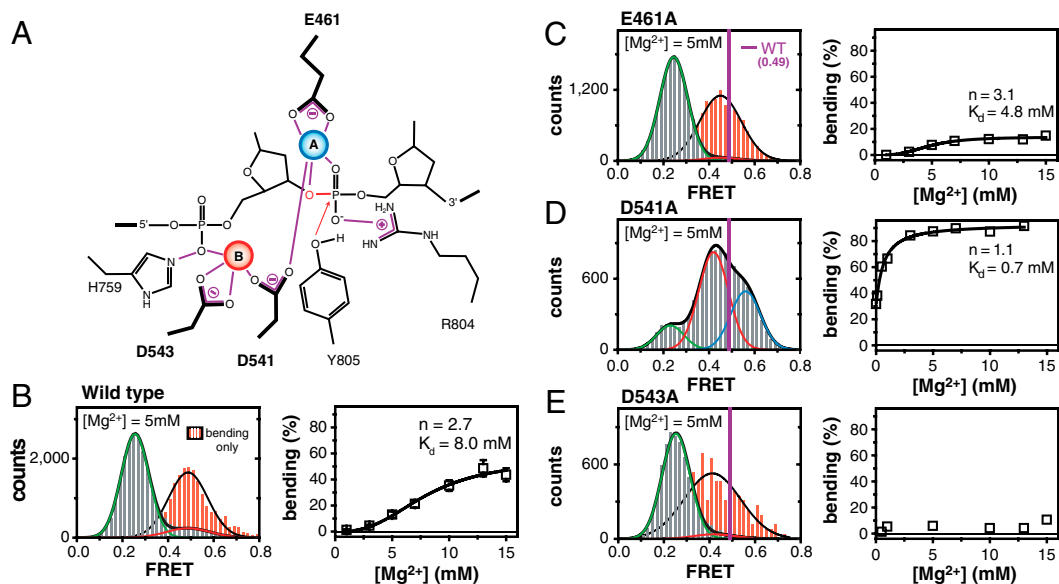 A
E461
A
O
O
⊖
O
O
P
O
O
O
O-
3'
H2N
NH
NH
⊕
R804
O
5'
O
P
O
O
B
N
N
H
H759
O
O
⊖
D543
O
O
⊖
D541
O
H
Y805
B
Wild type
[Mg2+] = 5mM
bending
only
counts
2,000
0
0.0 0.2 0.4 0.6 0.8
FRET
bending (%)
80
60
40
20
0
n = 2.7
Kd = 8.0 mM
0 5 10 15
[Mg2+] (mM)
C
E461A
[Mg2+] = 5mM
WT
(0.49)
counts
1,200
0
0.0 0.2 0.4 0.6 0.8
FRET
bending (%)
80
60
40
20
0
n = 3.1
Kd = 4.8 mM
0 5 10 15
[Mg2+] (mM)
D
D541A
[Mg2+] = 5mM
counts
600
0
0.0 0.2 0.4 0.6 0.8
FRET
bending (%)
80
60
40
20
0
n = 1.1
Kd = 0.7 mM
0 5 10 15
[Mg2+] (mM)
E
D543A
[Mg2+] = 5mM
counts
600
0
0.0 0.2 0.4 0.6 0.8
FRET
bending (%)
80
60
40
20
0
0 5 10 15
[Mg2+] (mM)